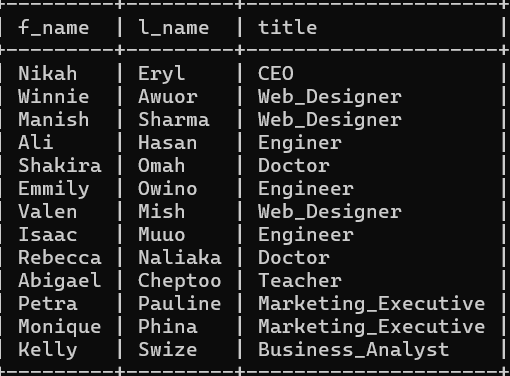 f_name | l_name | title
Nikah | Eryl | CEO
Winnie | Awuor | Web_Designer
Manish | Sharma | Web_Designer
Ali | Hasan | Enginer
Shakira | Omah | Doctor
Emmily | Owino | Engineer
Valen | Mish | Web_Designer
Isaac | Muuo | Engineer
Rebecca | Naliaka | Doctor
Abigael | Cheptoo | Teacher
Petra | Pauline | Marketing_Executive
Monique | Phina | Marketing_Executive
Kelly | Swize | Business_Analyst